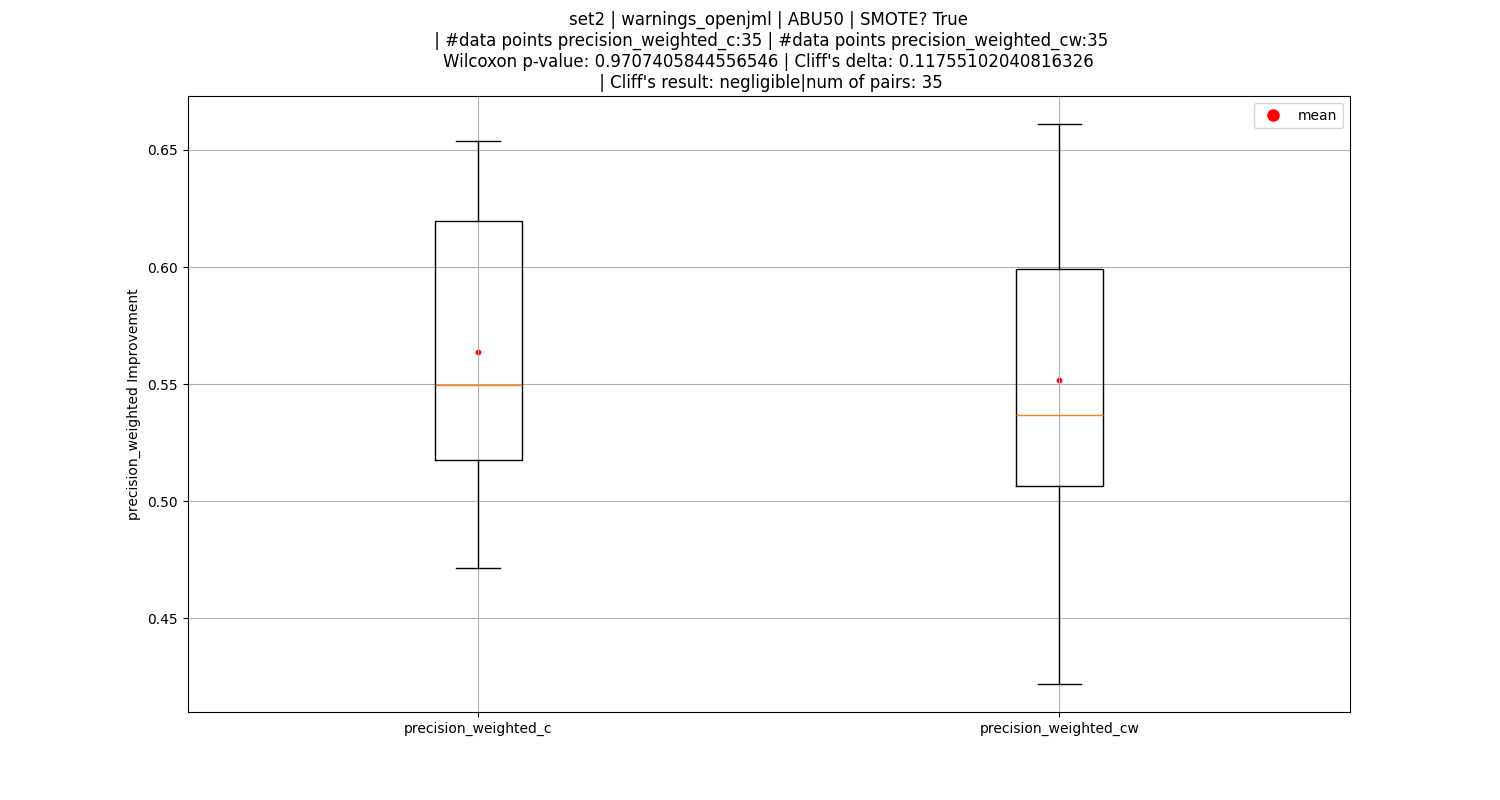 set2 | warnings_openjml | ABU50 | SMOTE? True
| #data points precision_weighted_c:35 | #data points precision_weighted_cw:35
Wilcoxon p-value: 0.9707405844556546 | Cliff's delta: 0.11755102040816326
| Cliff's result: negligible|num of pairs: 35
mean
0.65
0.60
0.55
0.50
0.45
precision_weighted Improvement
precision_weighted_c
precision_weighted_cw